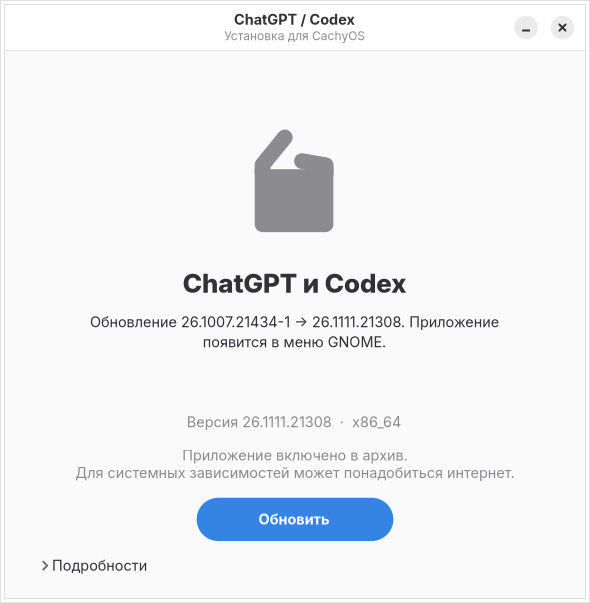 ChatGPT / Codex
Установка для CachyOS
ChatGPT и Codex
Обновление 26.1007.21434-1 → 26.1111.21308. Приложение
появится в меню GNOME.
Версия 26.1111.21308 · x86_64
Приложение включено в архив.
Для системных зависимостей может понадобиться интернет.
Обновить
Подробности